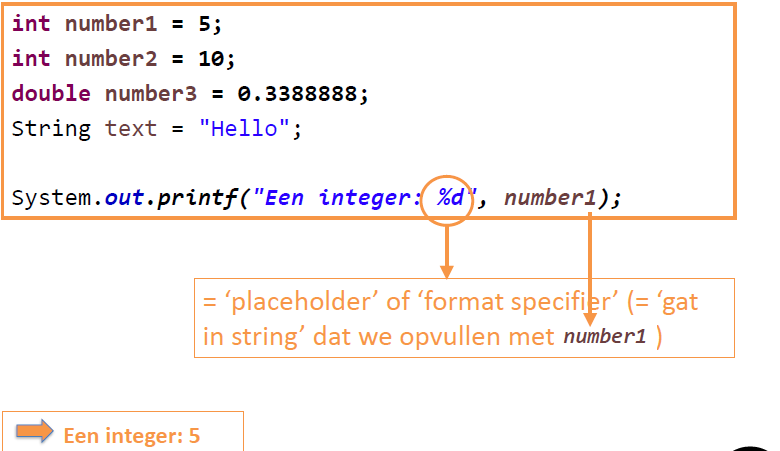 int number1 = 5;
int number2 = 10;
double number3 = 0.3388888;
String text = "Hello";
System.out.printf("Een integer: %d", number1);
= ‘placeholder’ of ‘format specifier’ (= ‘gat
in string’ dat we opvullen met number1 )
Een integer: 5